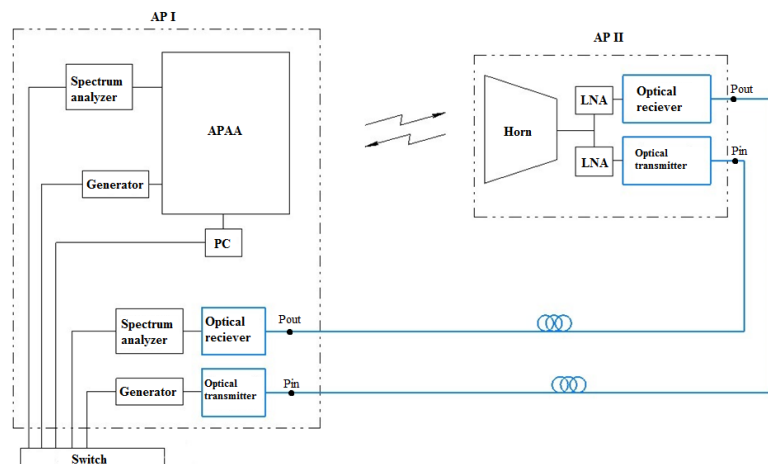 AP I
AP II
Spectrum
analyzer
APAA
Generator
PC
Horn
LNA
LNA
Optical
reciever
Pout
Optical
transmitter
Pin
Spectrum
analyzer
Optical
reciever
Pout
Generator
Optical
transmitter
Pin
Switch